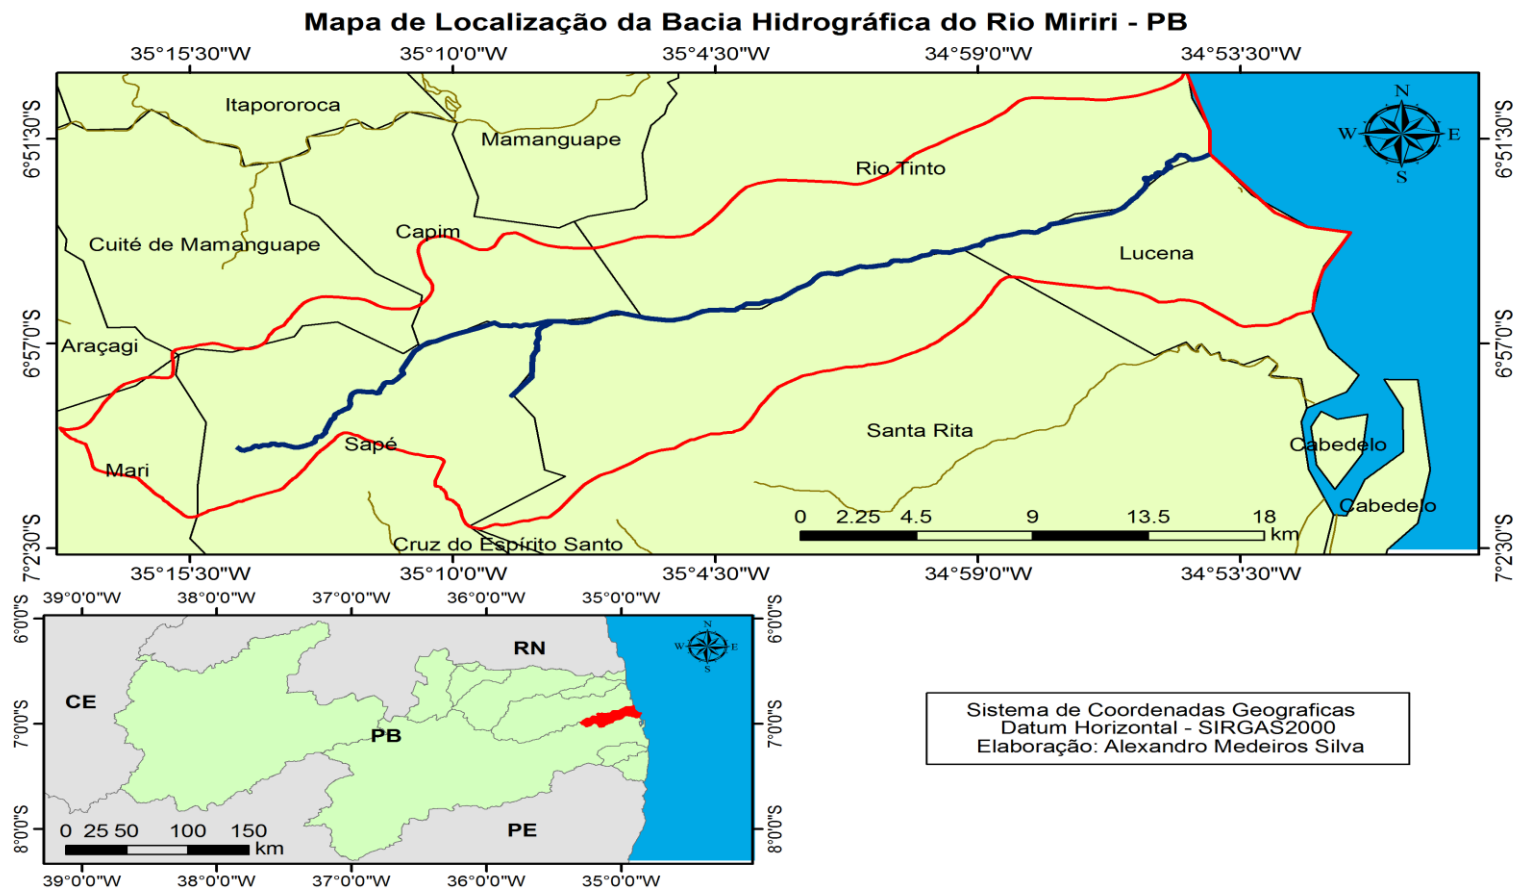 Mapa de Localização da Bacia Hidrográfica do Rio Miriri - PB
35°15'30"W 35°10'0"W 35°4'30"W 34°59'0"W 34°53'30"W
6°51'30"S 6°51'30"S
6°57'0"S 6°57'0"S
7°2'30"S 7°2'30"S
N
W E
S
Itapororoca
Mamanguape
Rio Tinto
Capim
Cuité de Mamanguape
Lucena
Araçagi
Santa Rita
Sapé
Cabedelo
Mari
Cabedelo
Cruz do Espírito Santo
0 2.25 4.5 9 13.5 18
km
35°15'30"W 35°10'0"W 35°4'30"W 34°59'0"W 34°53'30"W
39°0'0"W 38°0'0"W 37°0'0"W 36°0'0"W 35°0'0"W
6°0'0"S 6°0'0"S
7°0'0"S 7°0'0"S
8°0'0"S 8°0'0"S
N
W E
S
RN
CE
PB
PE
0 25 50 100 150
km
39°0'0"W 38°0'0"W 37°0'0"W 36°0'0"W 35°0'0"W
Sistema de Coordenadas Geograficas
Datum Horizontal - SIRGAS2000
Elaboração: Alexandro Medeiros Silva